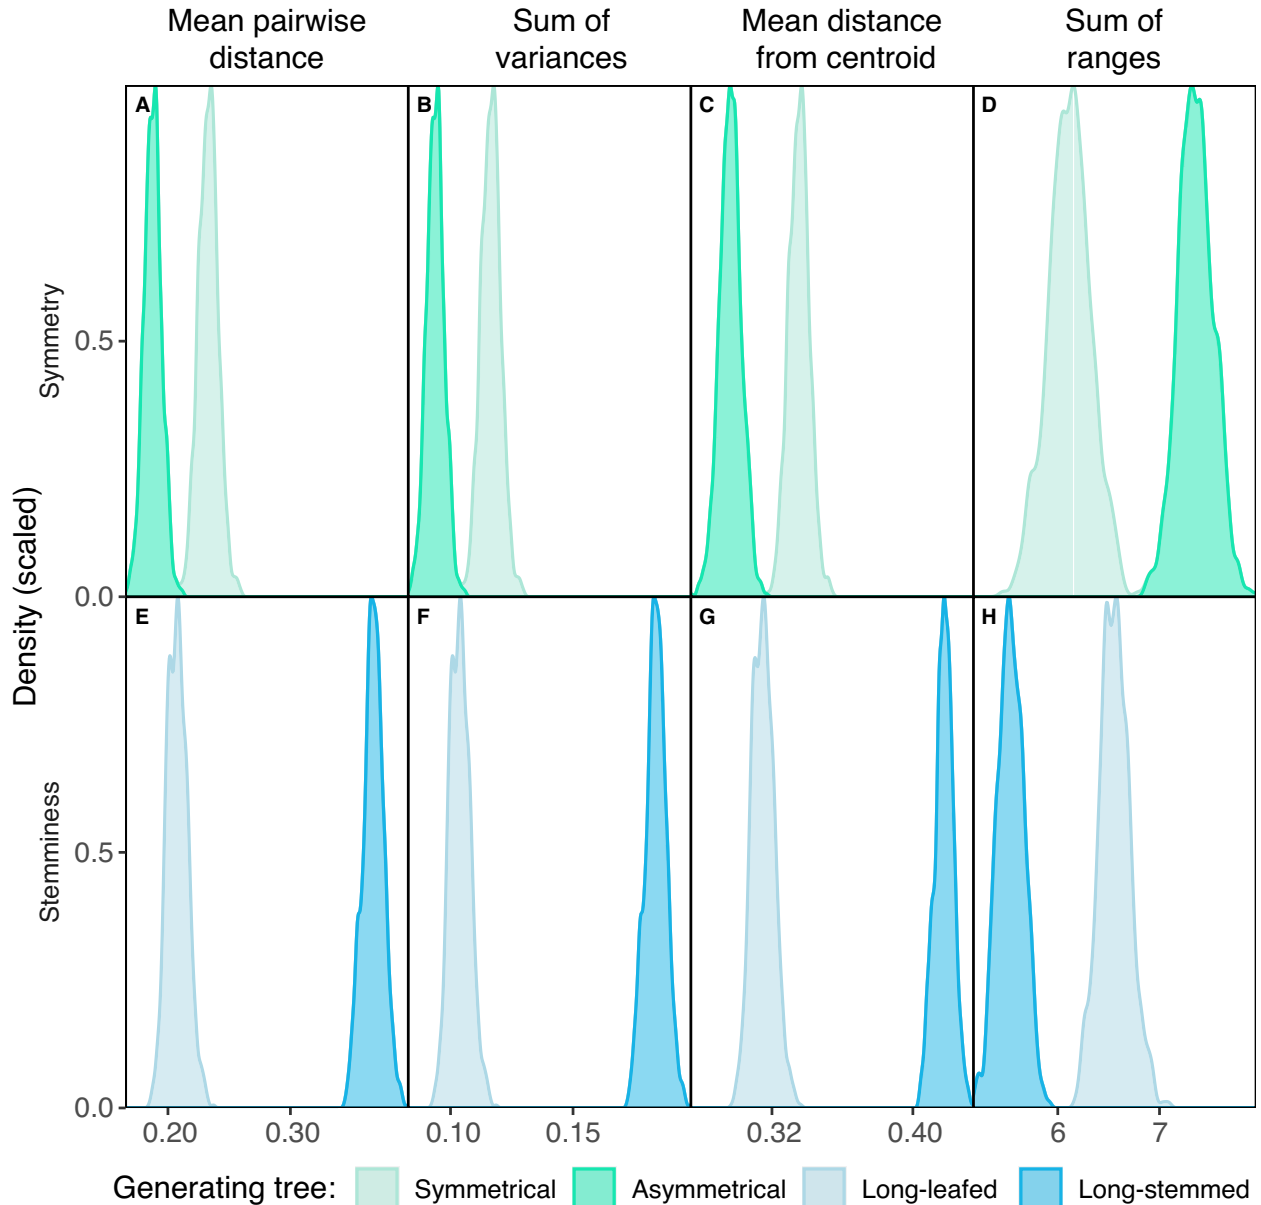 Mean pairwise distance
Sum of variances
Mean distance from centroid
Sum of ranges
A
B
C
D
Symmetry
0.5
0.0
Density (scaled)
E
F
G
H
Stemminess
0.5
0.0
0.20
0.30
0.10
0.15
0.32
0.40
6
7
Generating tree:
Symmetrical
Asymmetrical
Long-leafed
Long-stemmed